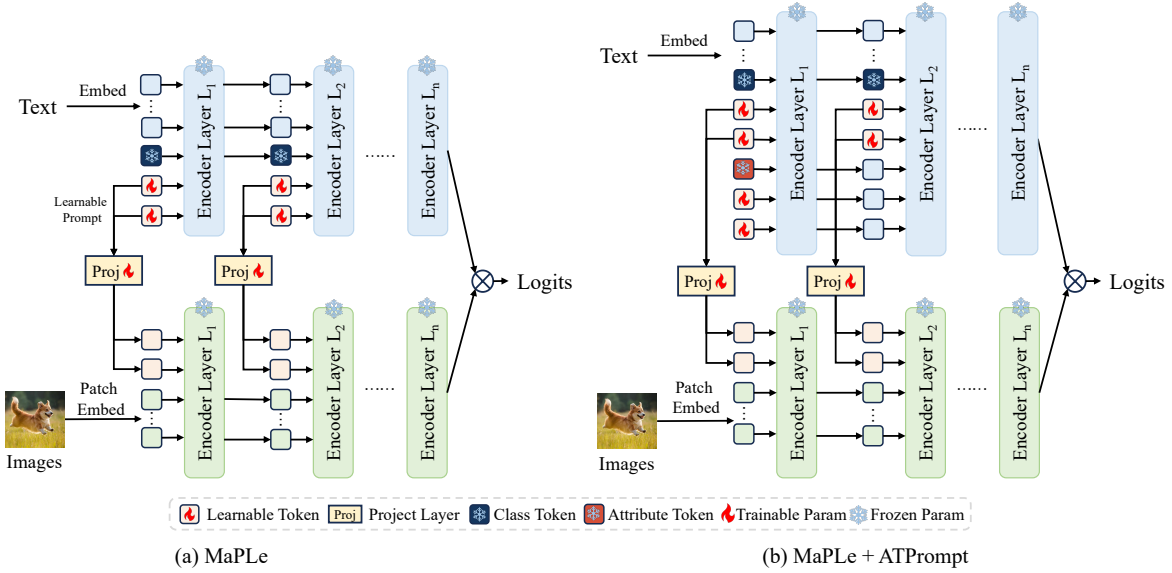 Text
Embed
Encoder Layer L1
Encoder Layer L2
......
Encoder Layer Ln
Learnable
Prompt
Proj
Proj
Logits
Encoder Layer L1
Encoder Layer L2
......
Encoder Layer Ln
Patch
Embed
Images
Text
Embed
Encoder Layer L1
Encoder Layer L2
......
Encoder Layer Ln
Proj
Proj
Logits
Encoder Layer L1
Encoder Layer L2
......
Encoder Layer Ln
Patch
Embed
Images
Learnable Token Proj Project Layer Class Token Attribute Token Trainable Param Frozen Param
(a) MaPLe
(b) MaPLe + ATPrompt